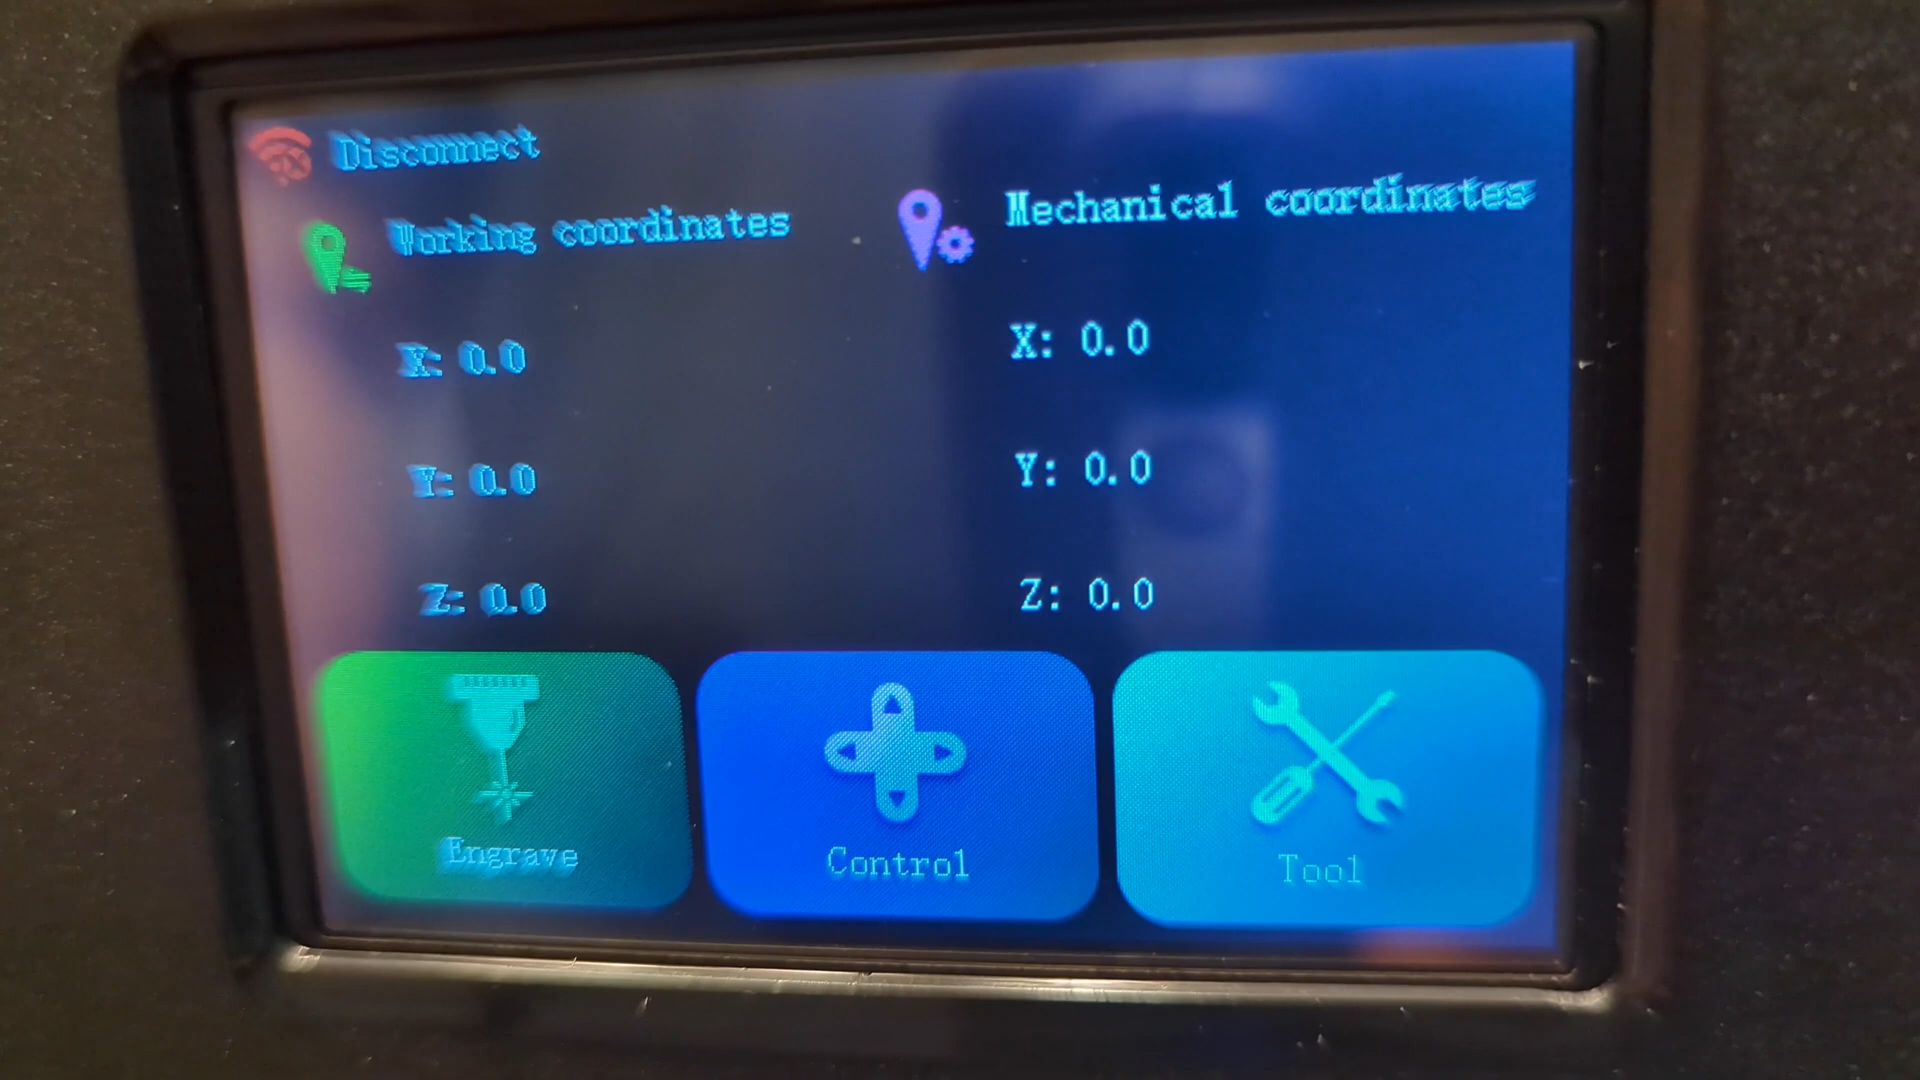 Disconnect
Working coordinates
X: 0.0
Y: 0.0
Z: 0.0
Mechanical coordinates
X: 0.0
Y: 0.0
Z: 0.0
Engrave
Control
Tool